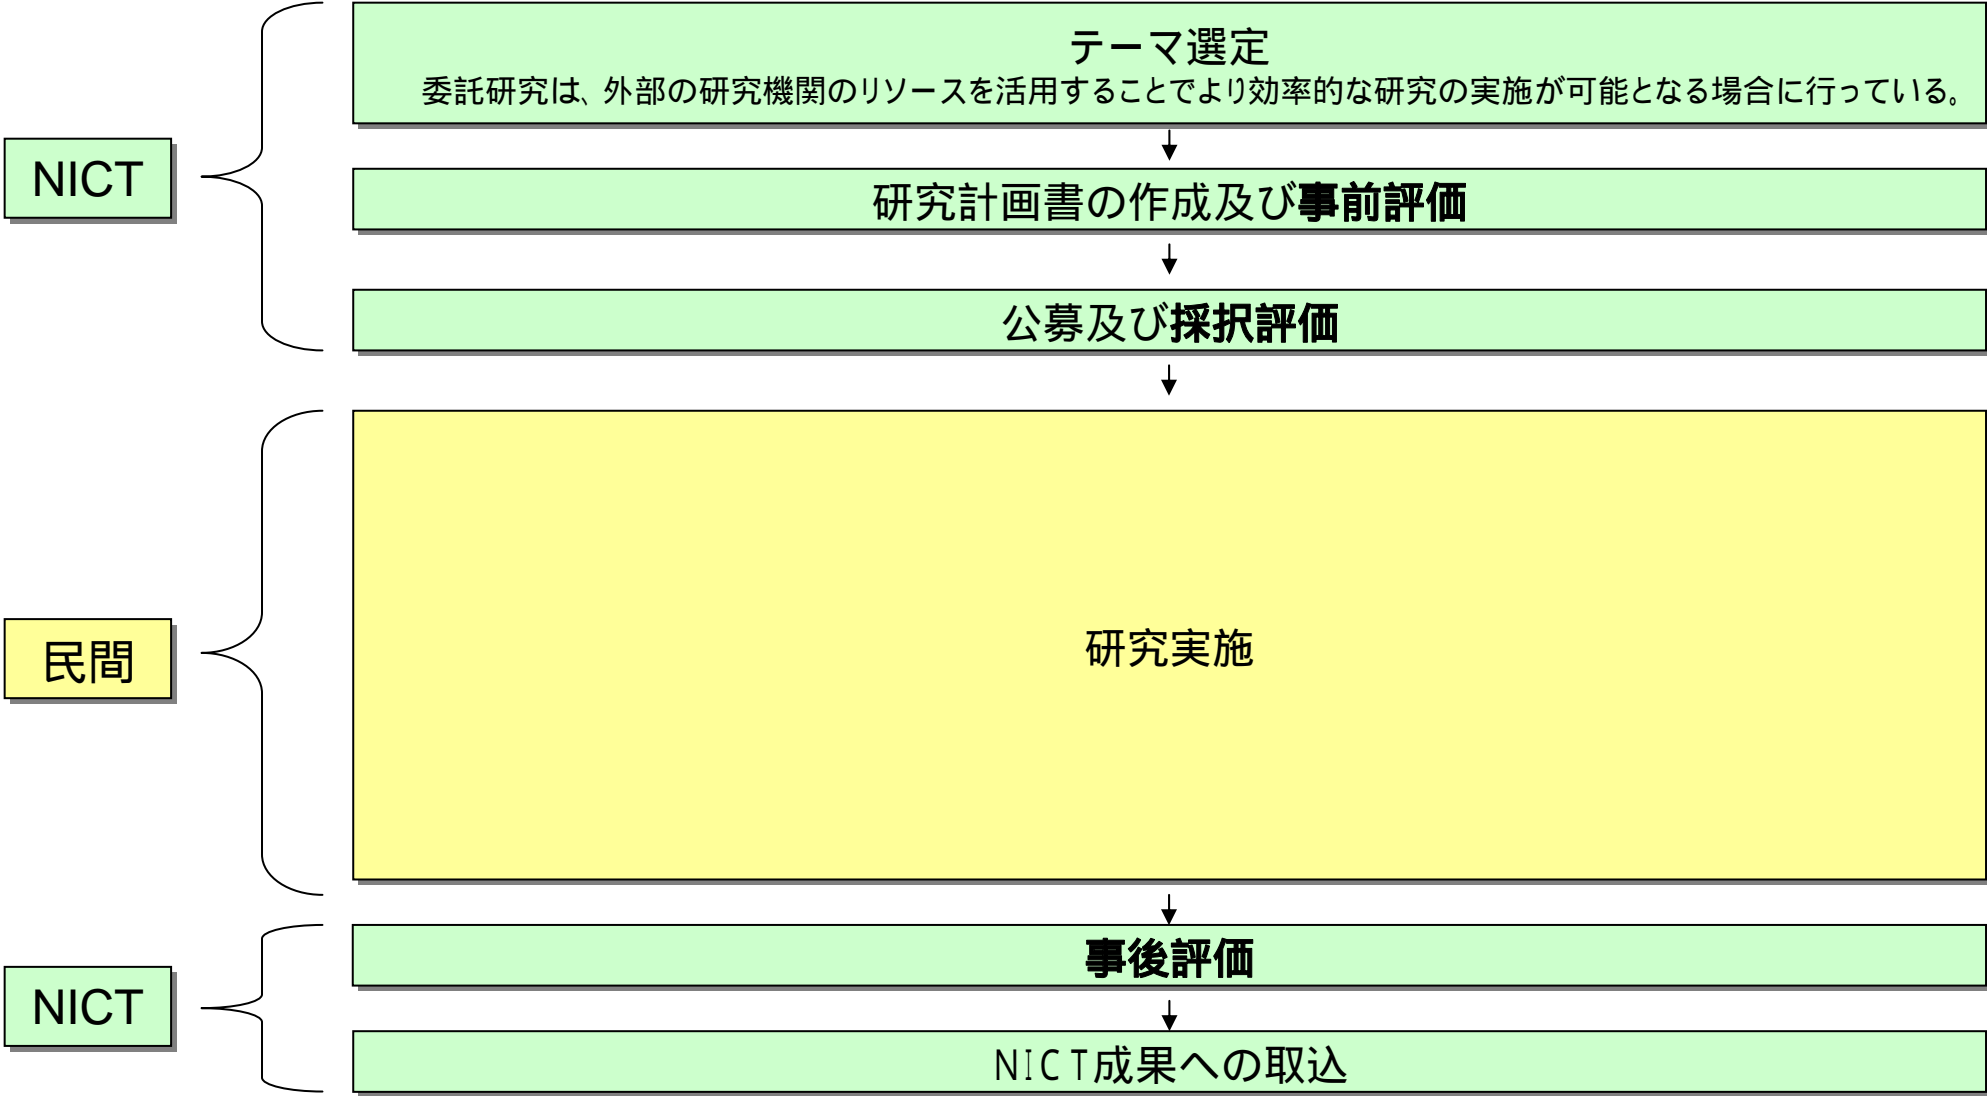 テーマ選定
委託研究は、外部の研究機関のリソースを活用することでより効率的な研究の実施が可能となる場合に行っている。
NICT
研究計画書の作成及び事前評価
公募及び採択評価
民間
研究実施
事後評価
NICT
NICT成果への取込